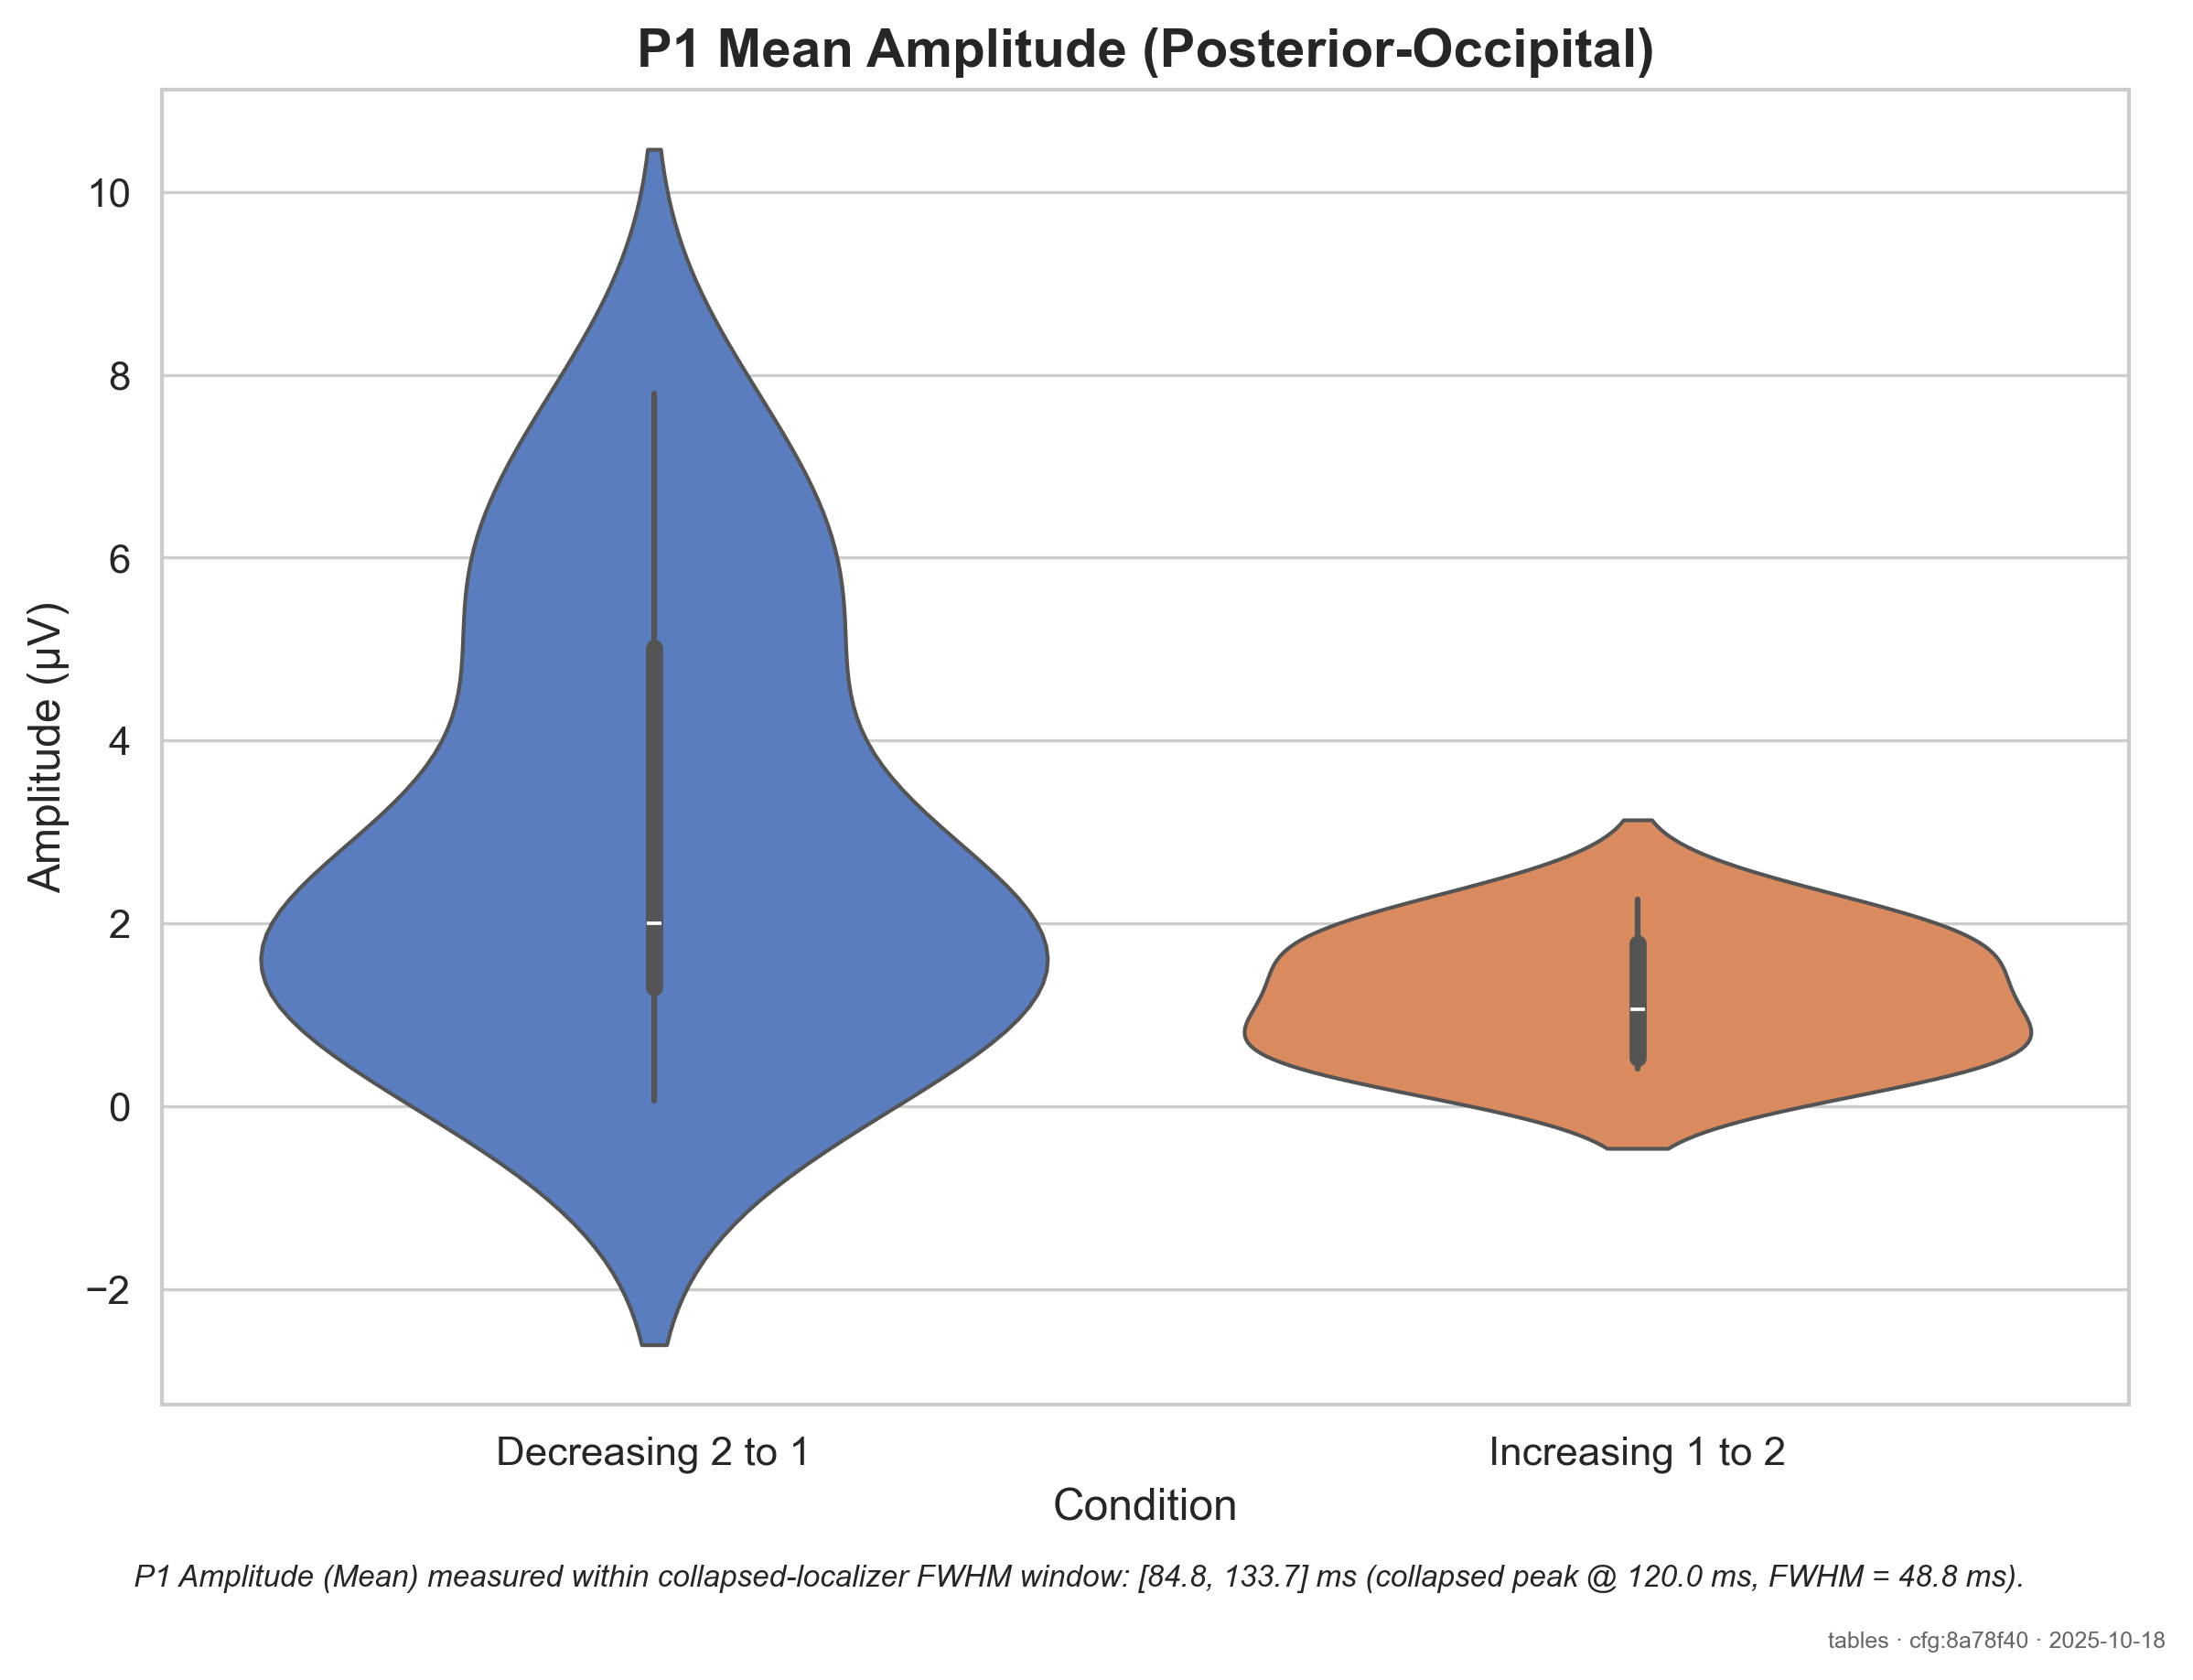 P1 Mean Amplitude (Posterior-Occipital)
Amplitude (µV)
10
8
6
4
2
0
−2
Decreasing 2 to 1
Increasing 1 to 2
Condition
P1 Amplitude (Mean) measured within collapsed-localizer FWHM window: [84.8, 133.7] ms (collapsed peak @ 120.0 ms, FWHM = 48.8 ms).
tables · cfg:8a78f40 · 2025-10-18